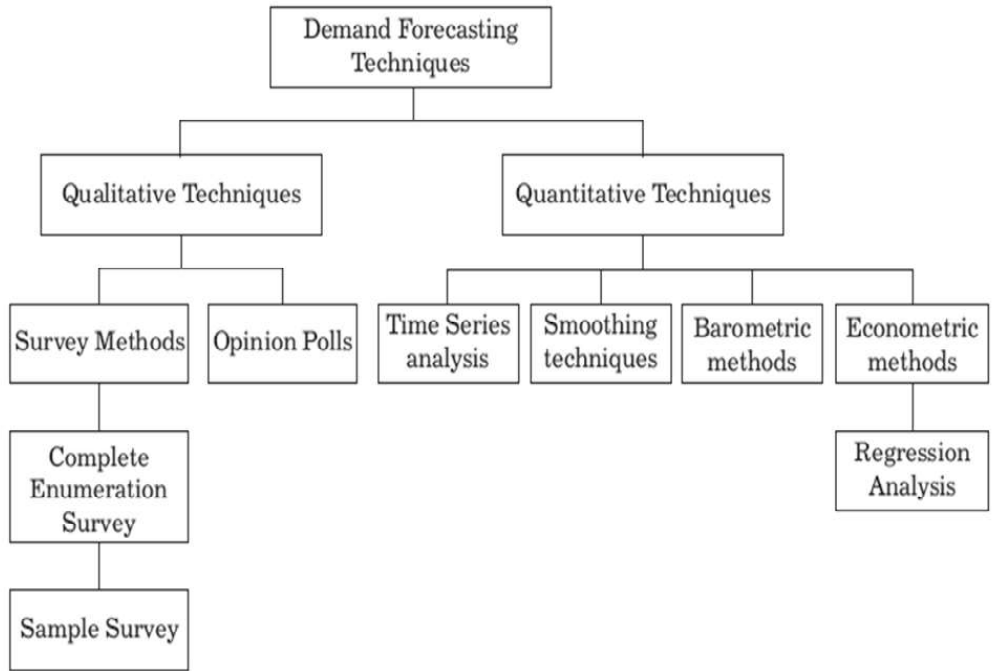 Demand Forecasting
Techniques
Qualitative Techniques
Quantitative Techniques
Survey Methods
Opinion Polls
Time Series
analysis
Smoothing
techniques
Barometric
methods
Econometric
methods
Complete
Enumeration
Survey
Regression
Analysis
Sample Survey